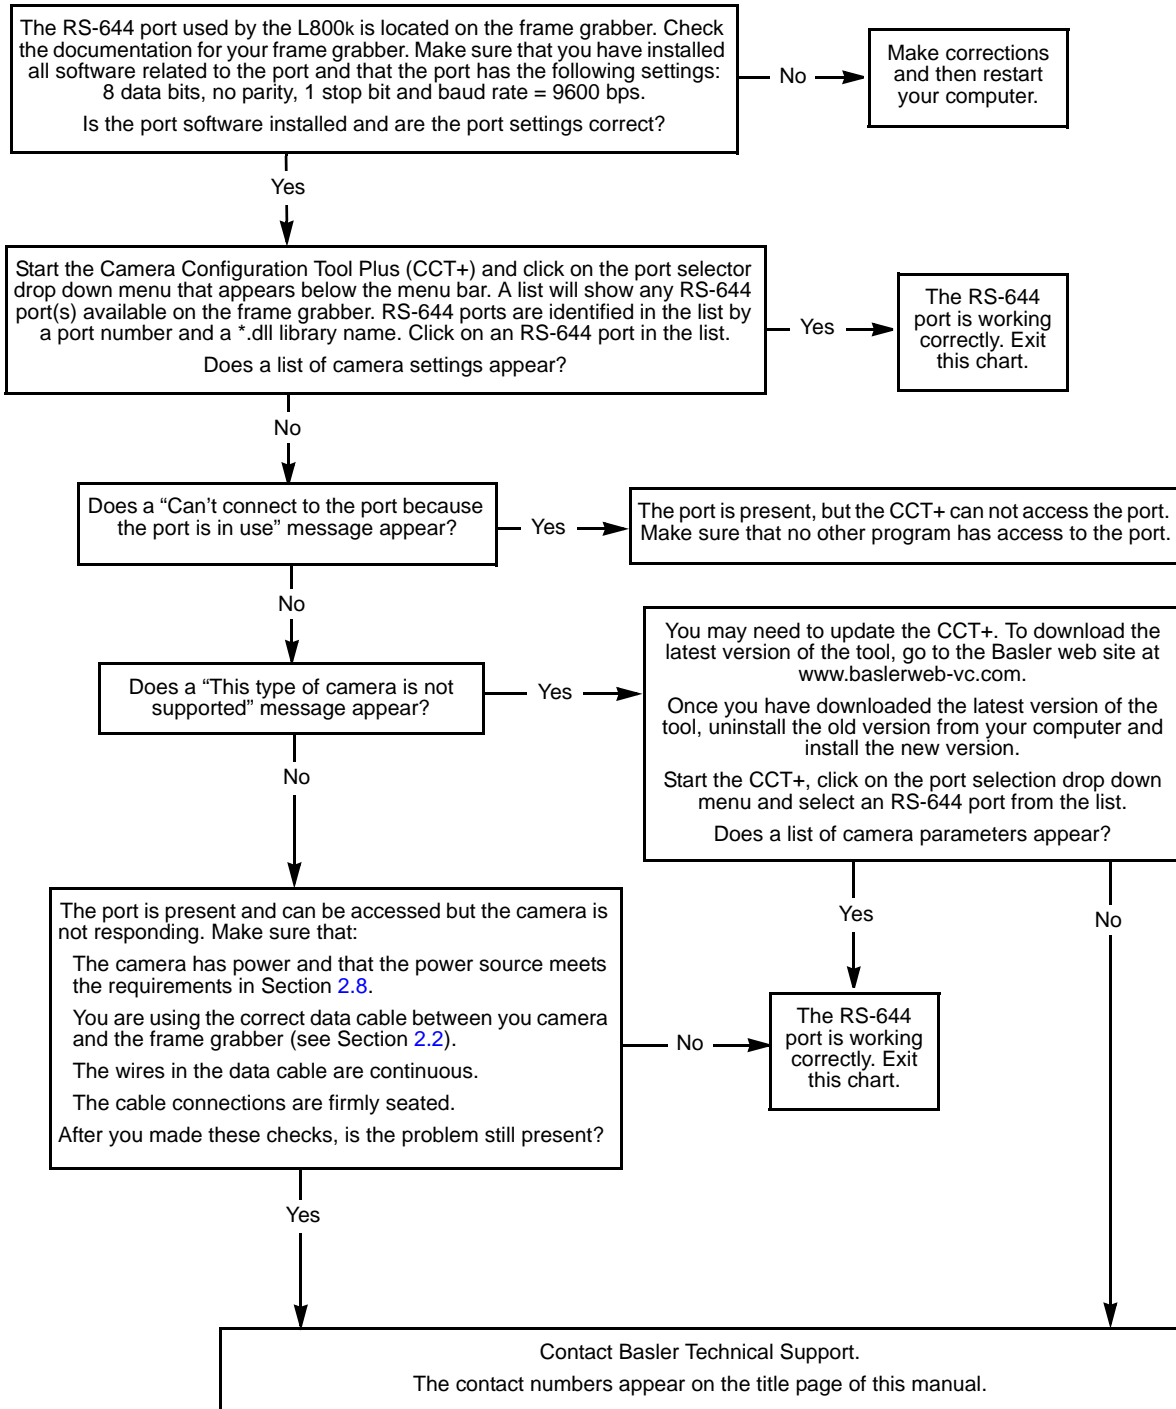 The RS-644 port used by the L800k is located on the frame grabber. Check
the documentation for your frame grabber. Make sure that you have installed
all software related to the port and that the port has the following settings:
8 data bits, no parity, 1 stop bit and baud rate = 9600 bps.
Is the port software installed and are the port settings correct?
No
Make corrections
and then restart
your computer.
Yes
Start the Camera Configuration Tool Plus (CCT+) and click on the port selector
drop down menu that appears below the menu bar. A list will show any RS-644
port(s) available on the frame grabber. RS-644 ports are identified in the list by
a port number and a *.dll library name. Click on an RS-644 port in the list.
Does a list of camera settings appear?
Yes
The RS-644
port is working
correctly. Exit
this chart.
No
Does a “Can’t connect to the port because
the port is in use” message appear?
Yes
The port is present, but the CCT+ can not access the port.
Make sure that no other program has access to the port.
No
Does a “This type of camera is not
supported” message appear?
Yes
You may need to update the CCT+. To download the
latest version of the tool, go to the Basler web site at
www.baslerweb-vc.com.
Once you have downloaded the latest version of the
tool, uninstall the old version from your computer and
install the new version.
Start the CCT+, click on the port selection drop down
menu and select an RS-644 port from the list.
Does a list of camera parameters appear?
No
Yes
No
The port is present and can be accessed but the camera is
not responding. Make sure that:
The camera has power and that the power source meets
the requirements in Section 2.8.
You are using the correct data cable between you camera
and the frame grabber (see Section 2.2).
The wires in the data cable are continuous.
The cable connections are firmly seated.
After you made these checks, is the problem still present?
No
The RS-644
port is working
correctly. Exit
this chart.
Yes
Contact Basler Technical Support.
The contact numbers appear on the title page of this manual.